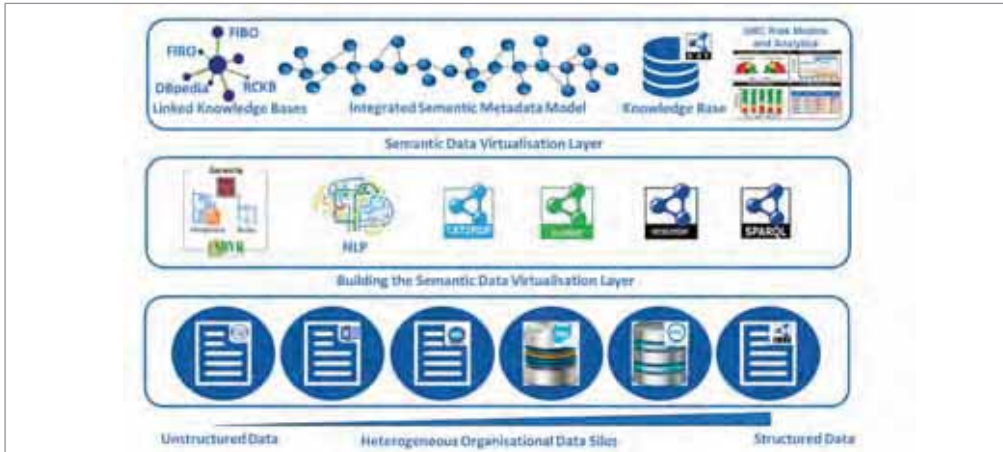 FIBO
FIRO
DBpedia
RCKB
Linked Knowledge Bases
Integrated Semantic Metadata Model
Knowledge Base
GRC Risk Models
and Analytics
Semantic Data Virtualisation Layer
SBVR
NLP
SPARQL
Building the Semantic Data Virtualisation Layer
Unstructured Data
Heterogeneous Organisational Data Silos
Structured Data